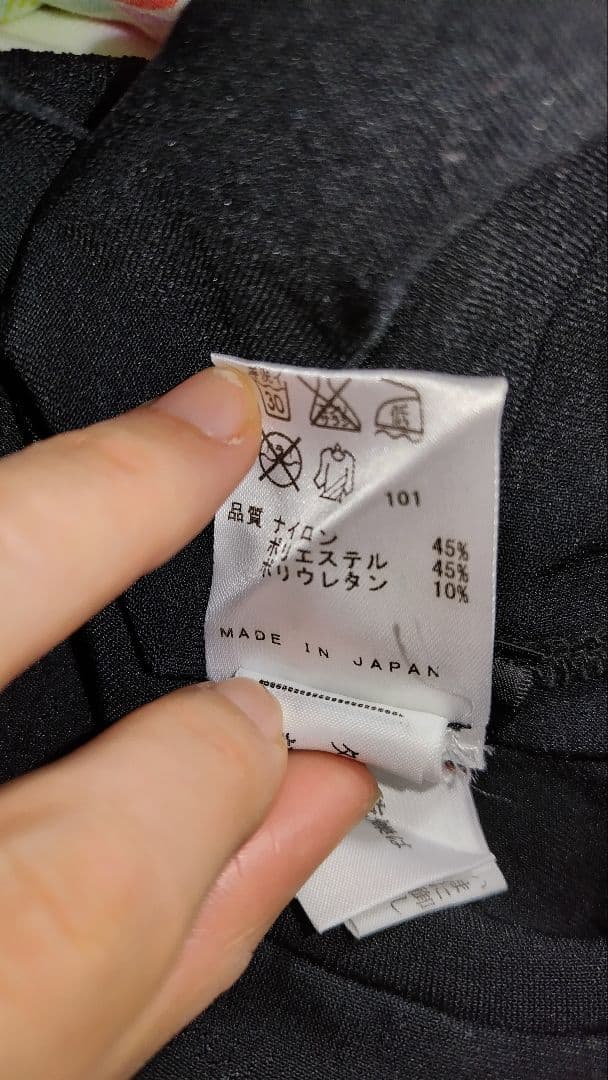 30
低
101
品質 ナイロン 45%
ポリエステル 45%
ポリウレタン 10%
MADE IN JAPAN